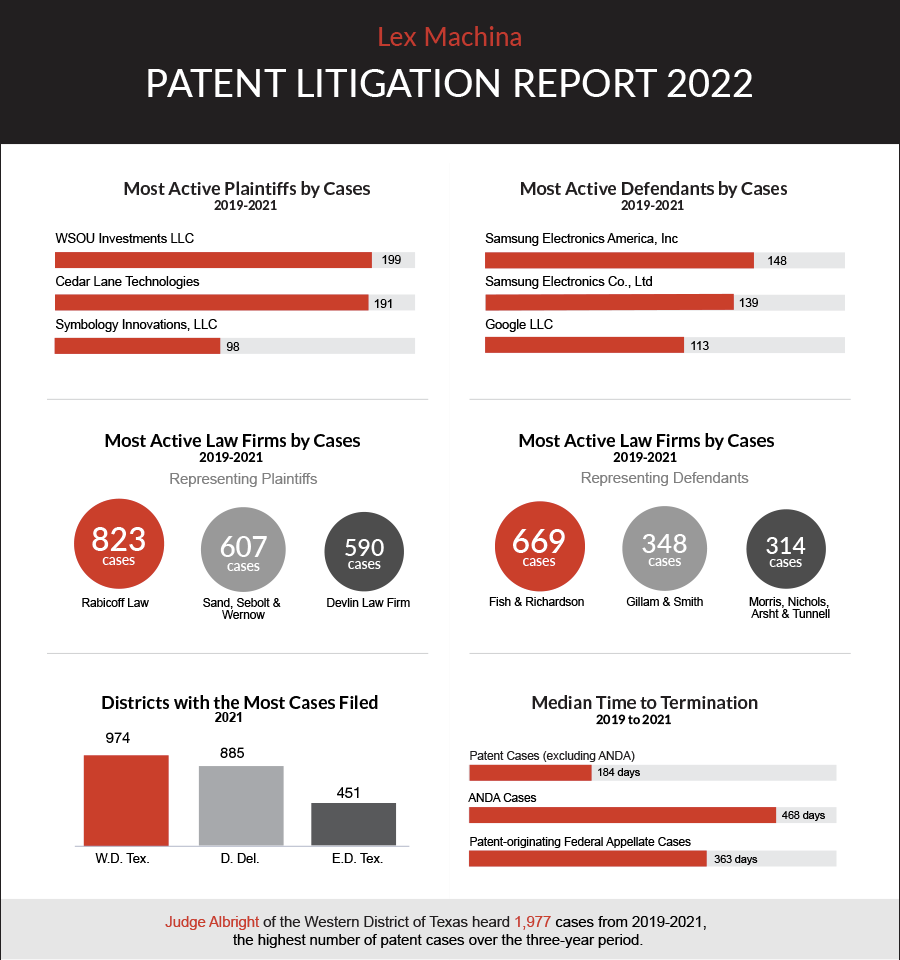 Lex Machina
PATENT LITIGATION REPORT 2022
Most Active Plaintiffs by Cases
2019-2021
WSOU Investments LLC
199
Cedar Lane Technologies
191
Symbology Innovations, LLC
98
Most Active Defendants by Cases
2019-2021
Samsung Electronics America, Inc
148
Samsung Electronics Co., Ltd
139
Google LLC
113
Most Active Law Firms by Cases
2019-2021
Representing Plaintiffs
823
cases
Rabicoff Law
607
cases
Sand, Sebolt &
Wernow
590
cases
Devlin Law Firm
Most Active Law Firms by Cases
2019-2021
Representing Defendants
669
cases
Fish & Richardson
348
cases
Gillam & Smith
314
cases
Morris, Nichols,
Arsht & Tunnell
Districts with the Most Cases Filed
2021
974
W.D. Tex.
885
D. Del.
451
E.D. Tex.
Median Time to Termination
2019 to 2021
Patent Cases (excluding ANDA)
184 days
ANDA Cases
468 days
Patent-originating Federal Appellate Cases
363 days
Judge Albright of the Western District of Texas heard 1,977 cases from 2019-2021,
the highest number of patent cases over the three-year period.